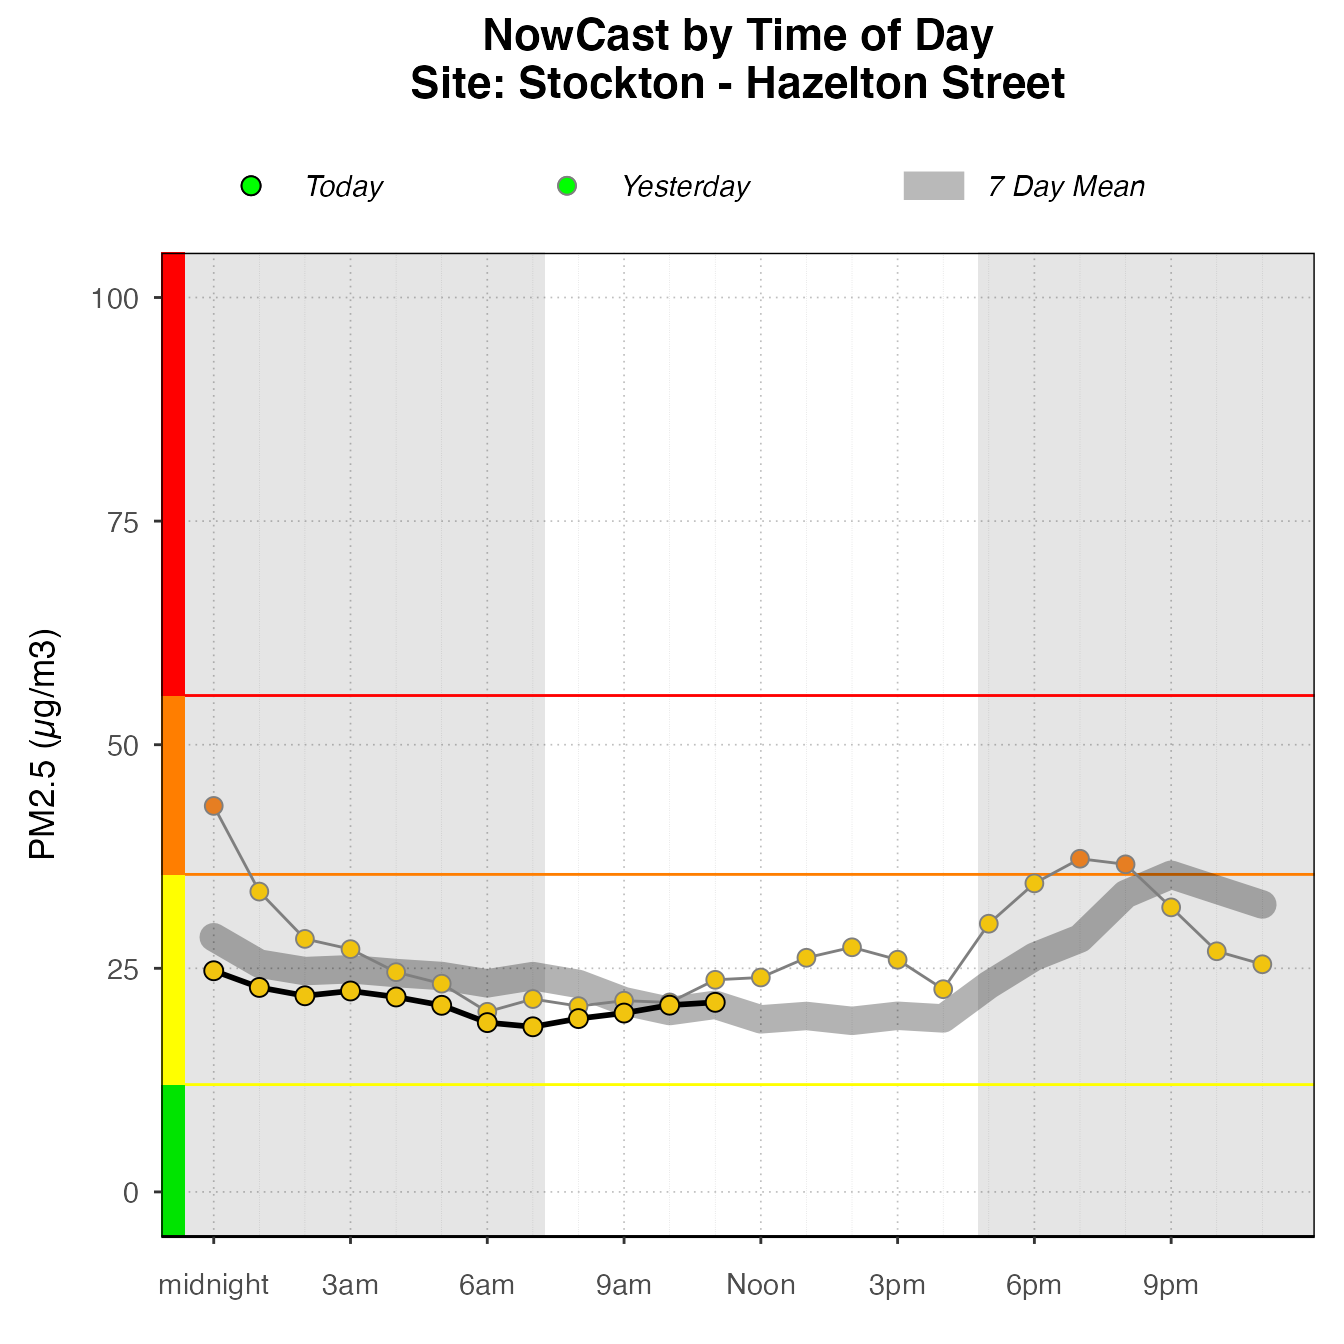 NowCast by Time of Day
Site: Stockton - Hazelton Street
Today
Yesterday
7 Day Mean
100
75
50
25
0
PM2.5 (µg/m3)
midnight
3am
6am
9am
Noon
3pm
6pm
9pm